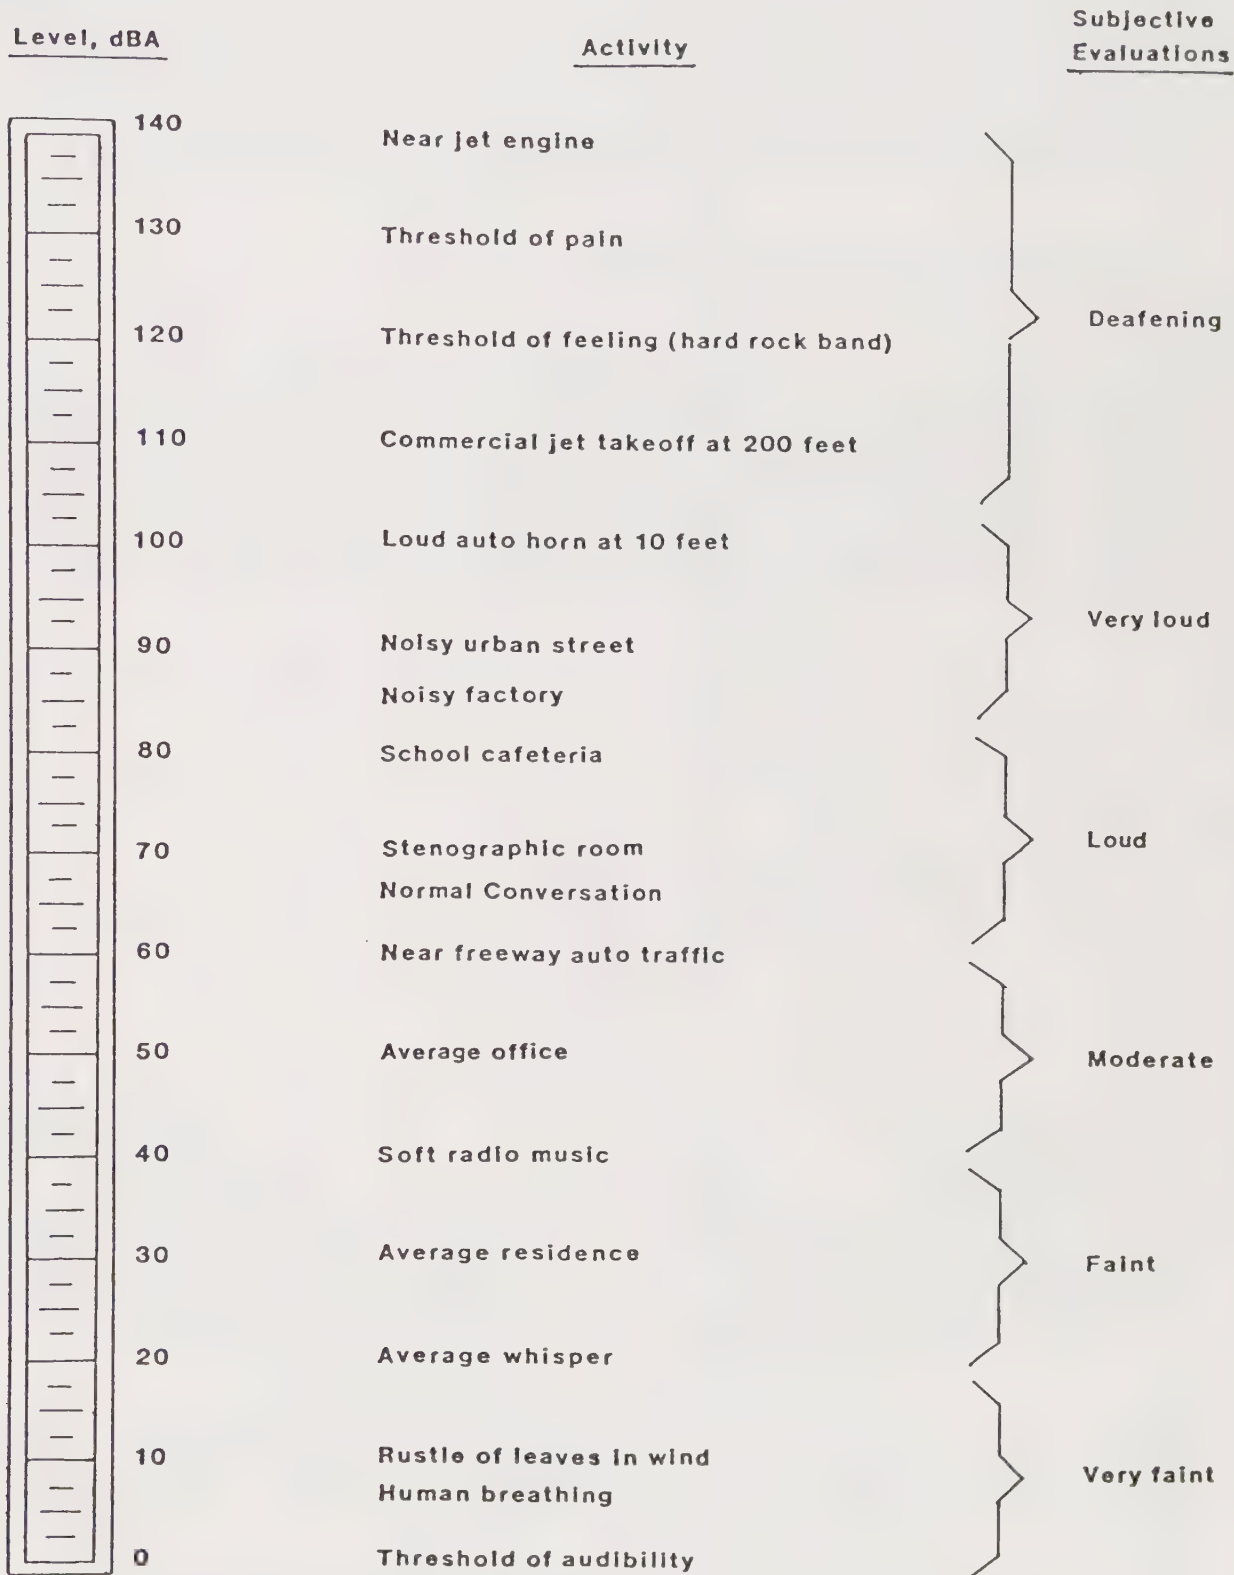 Level, dBA Activity Subjective
Evaluations
140 Near jet engine
130 Threshold of pain
Deafening
120 Threshold of feeling (hard rock band)
110 Commercial jet takeoff at 200 feet
100 Loud auto horn at 10 feet
Very loud
90 Noisy urban street
Noisy factory
80 School cafeteria
Loud
70 Stenographic room
Normal Conversation
60 Near freeway auto traffic
50 Average office
Moderate
40 Soft radio music
30 Average residence
Faint
20 Average whisper
10 Rustle of leaves in wind
Very faint
Human breathing
0 Threshold of audibility